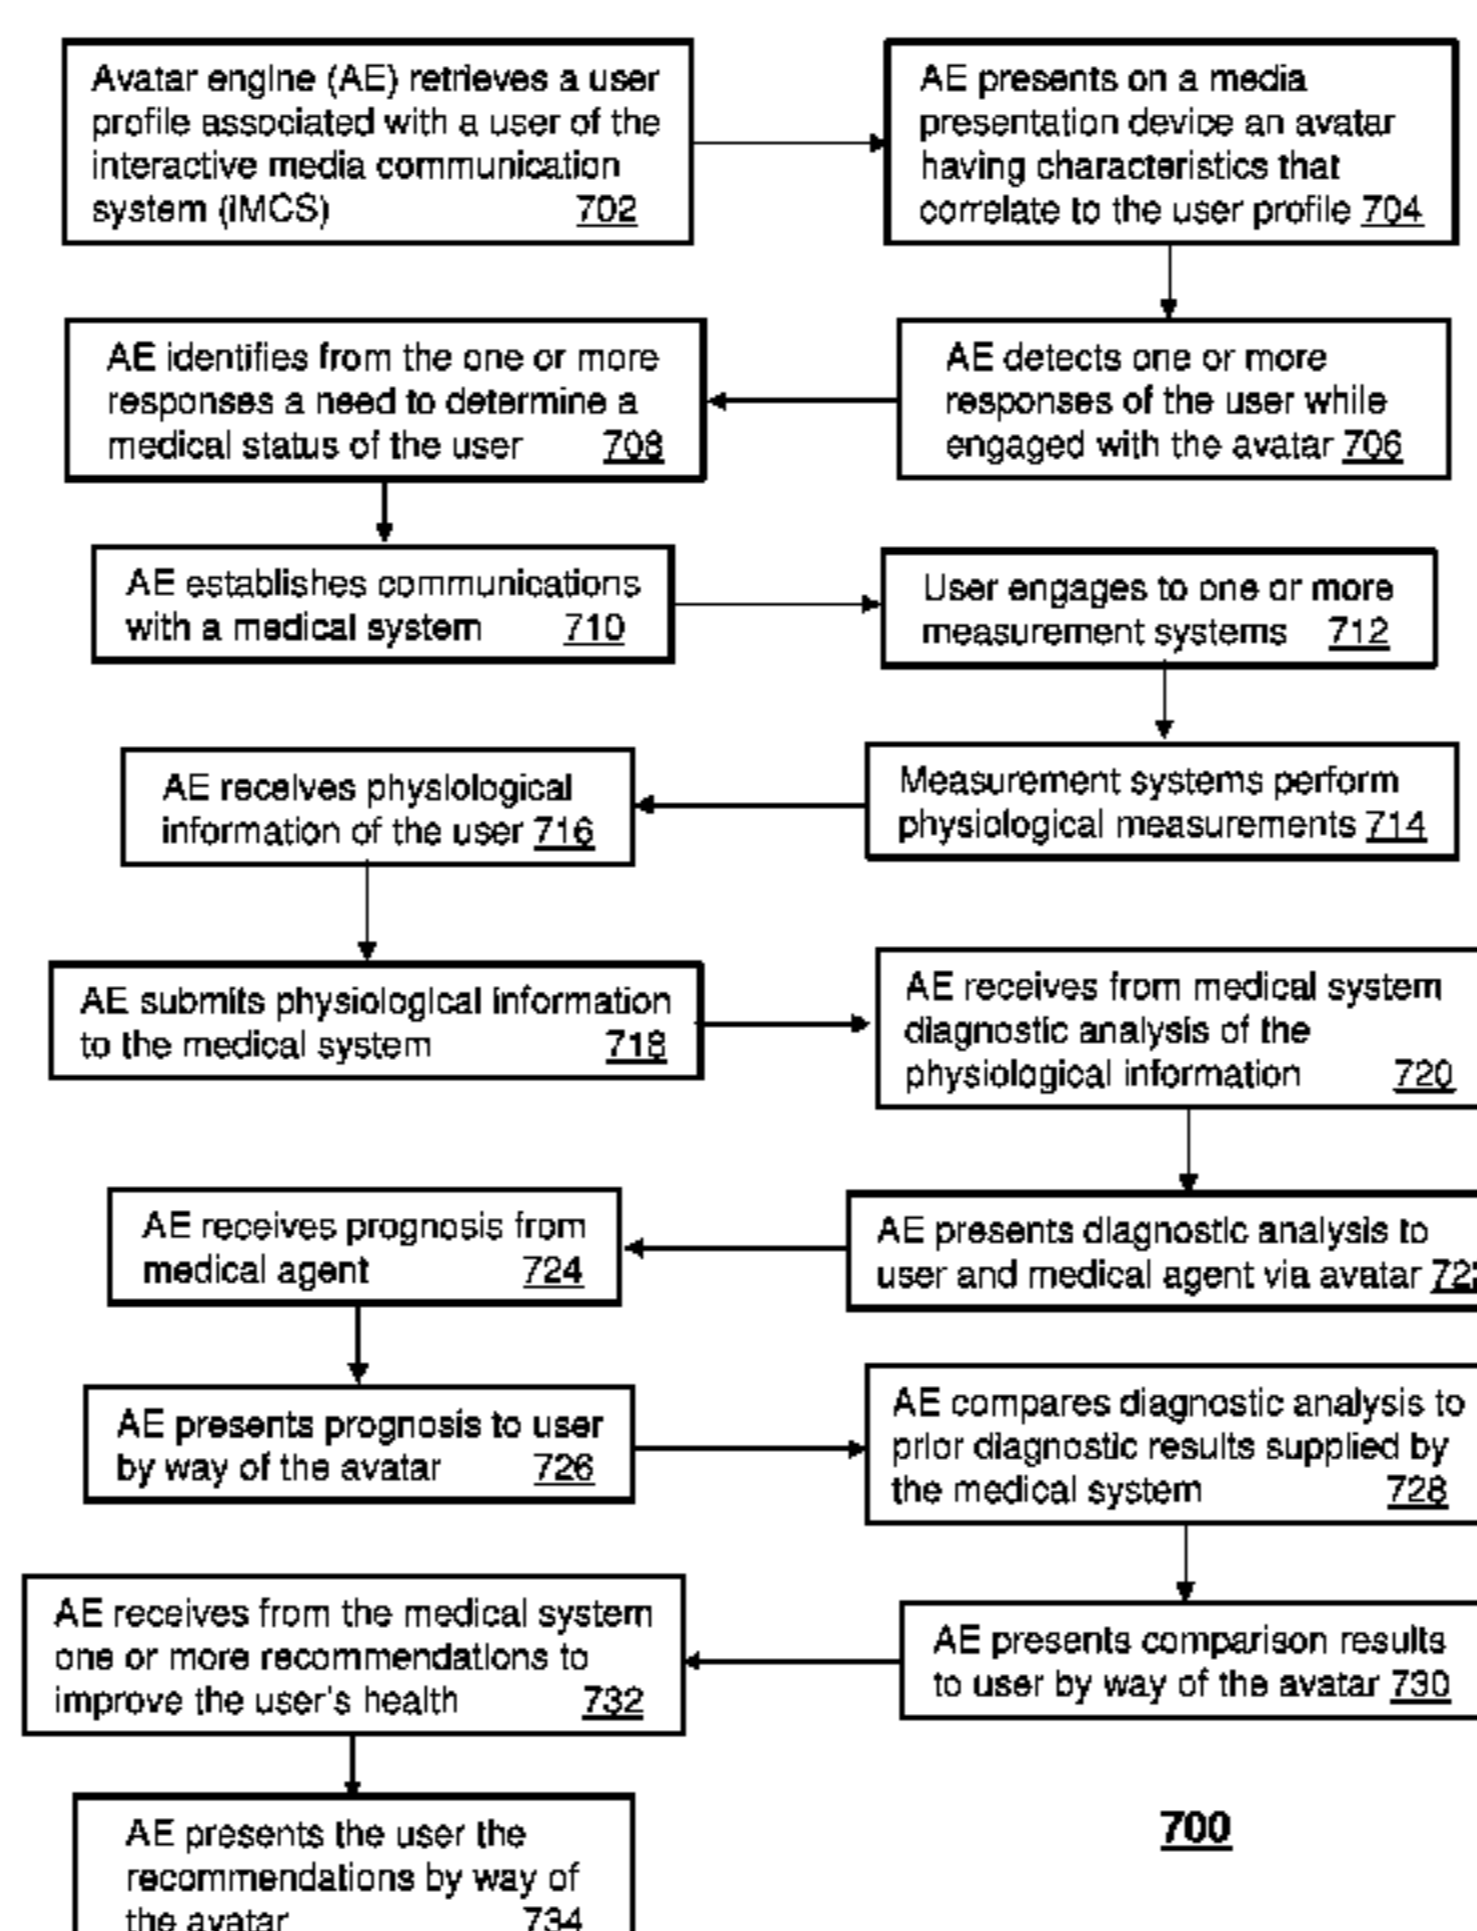 Avatar engine (AE) retrieves a user
profile associated with a user of the
interactive media communication
system (iMCS) 702
AE presents on a media
presentation device an avatar
having characteristics that
correlate to the user profile 704
AE detects one or more
responses of the user while
engaged with the avatar 706
AE identifies from the one or more
responses a need to determine a
medical status of the user 708
AE establishes communications
with a medical system 710
User engages to one or more
measurement systems 712
Measurement systems perform
physiological measurements 714
AE receives physiological
information of the user 716
AE submits physiological information
to the medical system 718
AE receives from medical system
diagnostic analysis of the
physiological information 720
AE presents diagnostic analysis to
user and medical agent via avatar
AE receives prognosis from
medical agent 724
AE presents prognosis to user
by way of the avatar 726
AE compares diagnostic analysis to
prior diagnostic results supplied by
the medical system 728
AE presents comparison results
to user by way of the avatar 730
AE receives from the medical system
one or more recommendations to
improve the user's health 732
AE presents the user the
recommendations by way of
the avatar 734
700